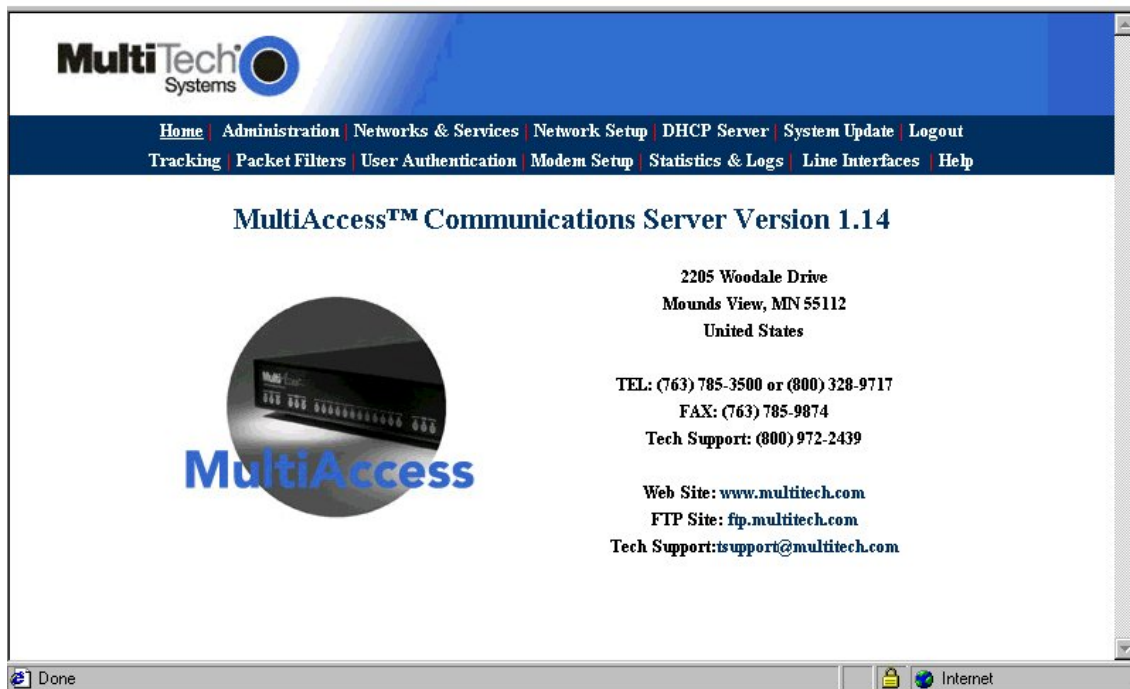 MultiTech
Systems
Home | Administration | Networks & Services | Network Setup | DHCP Server | System Update | Logout
Tracking | Packet Filters | User Authentication | Modem Setup | Statistics & Logs | Line Interfaces | Help
MultiAccess™ Communications Server Version 1.14
2205 Woodale Drive
Mounds View, MN 55112
United States
TEL: (763) 785-3500 or (800) 328-9717
FAX: (763) 785-9874
Tech Support: (800) 972-2439
MultiAccess
Web Site: www.multitech.com
FTP Site: ftp.multitech.com
Tech Support:tsupport@multitech.com
Done
Internet